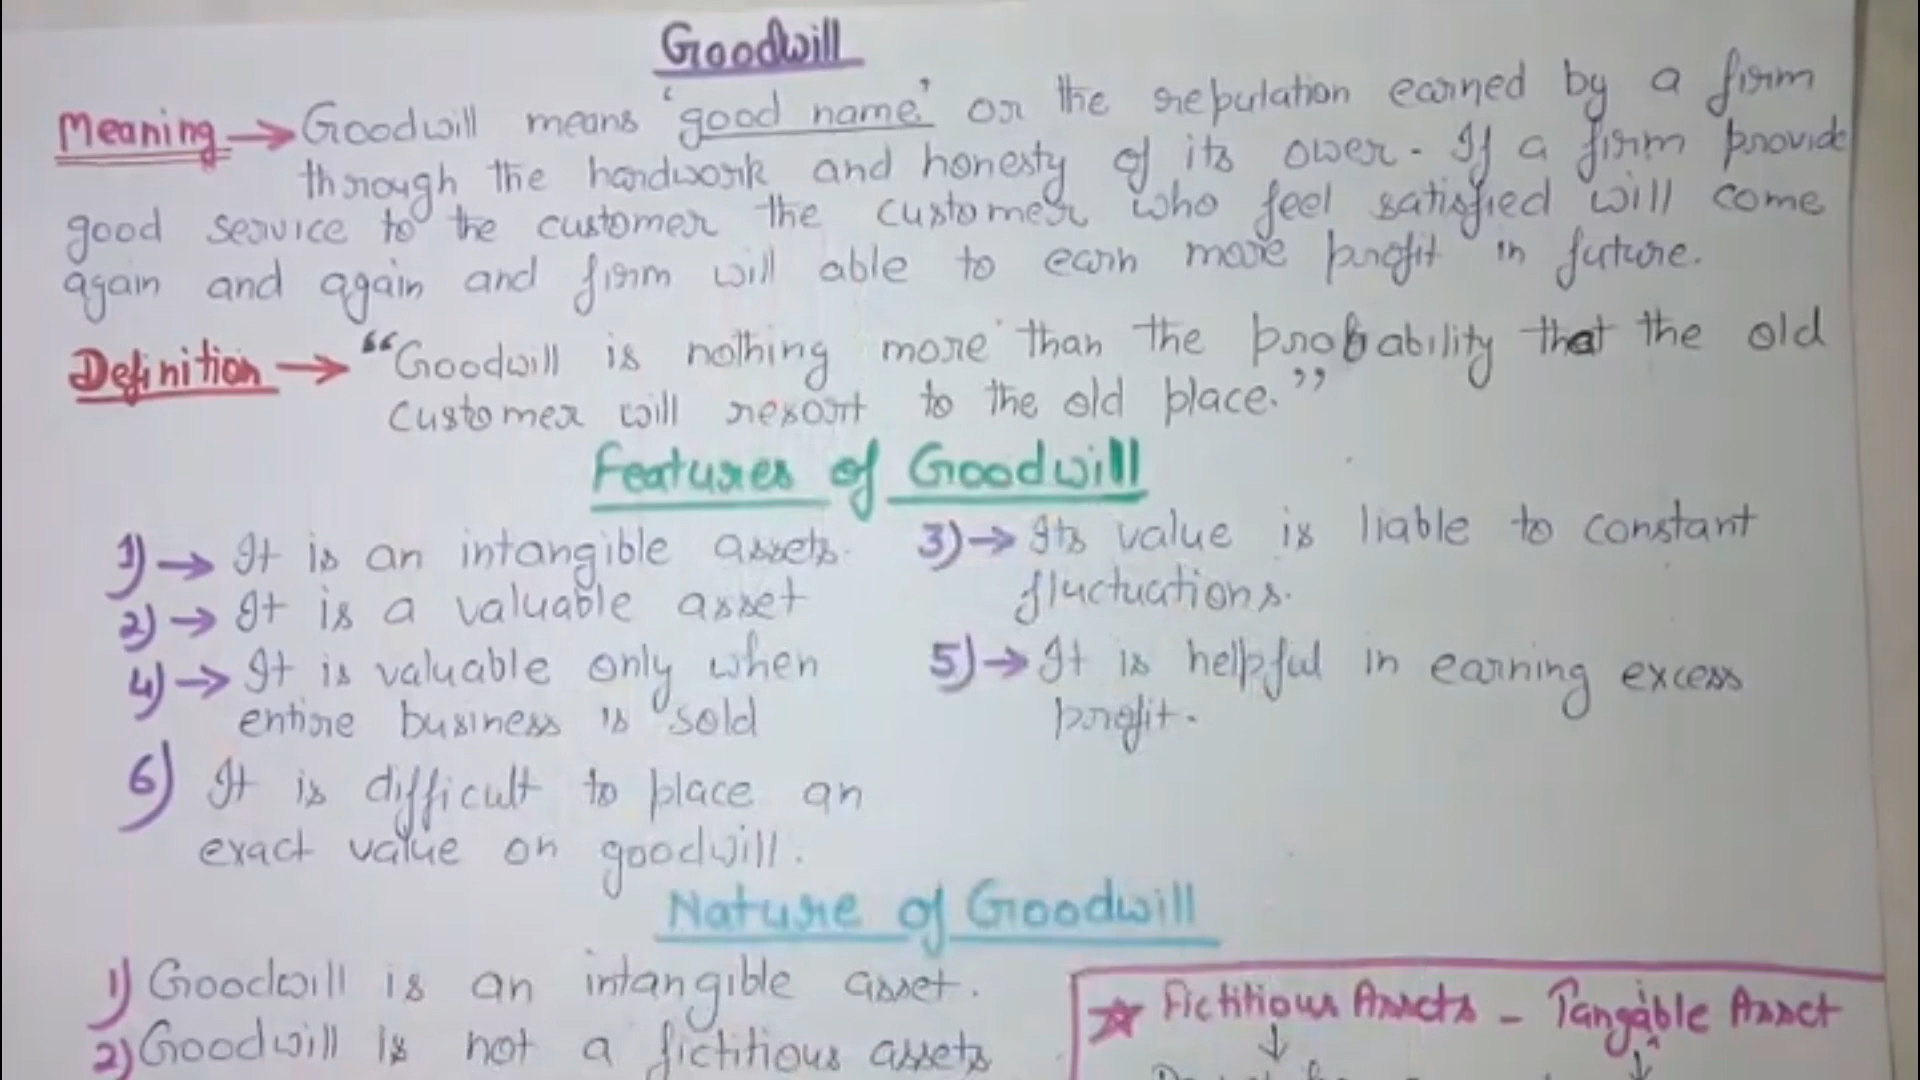 Goodwill
Meaning → Goodwill means 'good name' or the reputation earned by a firm
through the hardwork and honesty of its ower. If a firm provide
good service to the customer the customer who feel satisfied will come
again and again and firm will able to earn more profit in future.
Definition → "Goodwill is nothing more than the probability that the old
customer will resort to the old place."
Features of Goodwill
1) → It is an intangible assets.
2) → It is a valuable asset
3) → Its value is liable to constant
fluctuations.
4) → It is valuable only when
entire business is sold
5) → It is helpful in earning excess
profit.
6) It is difficult to place an
exact value on goodwill.
Nature of Goodwill
1) Goodwill is an intangible asset.
2) Goodwill is not a fictitious assets
☆ Fictitious Assets - Tangable Asset
↓ ↓